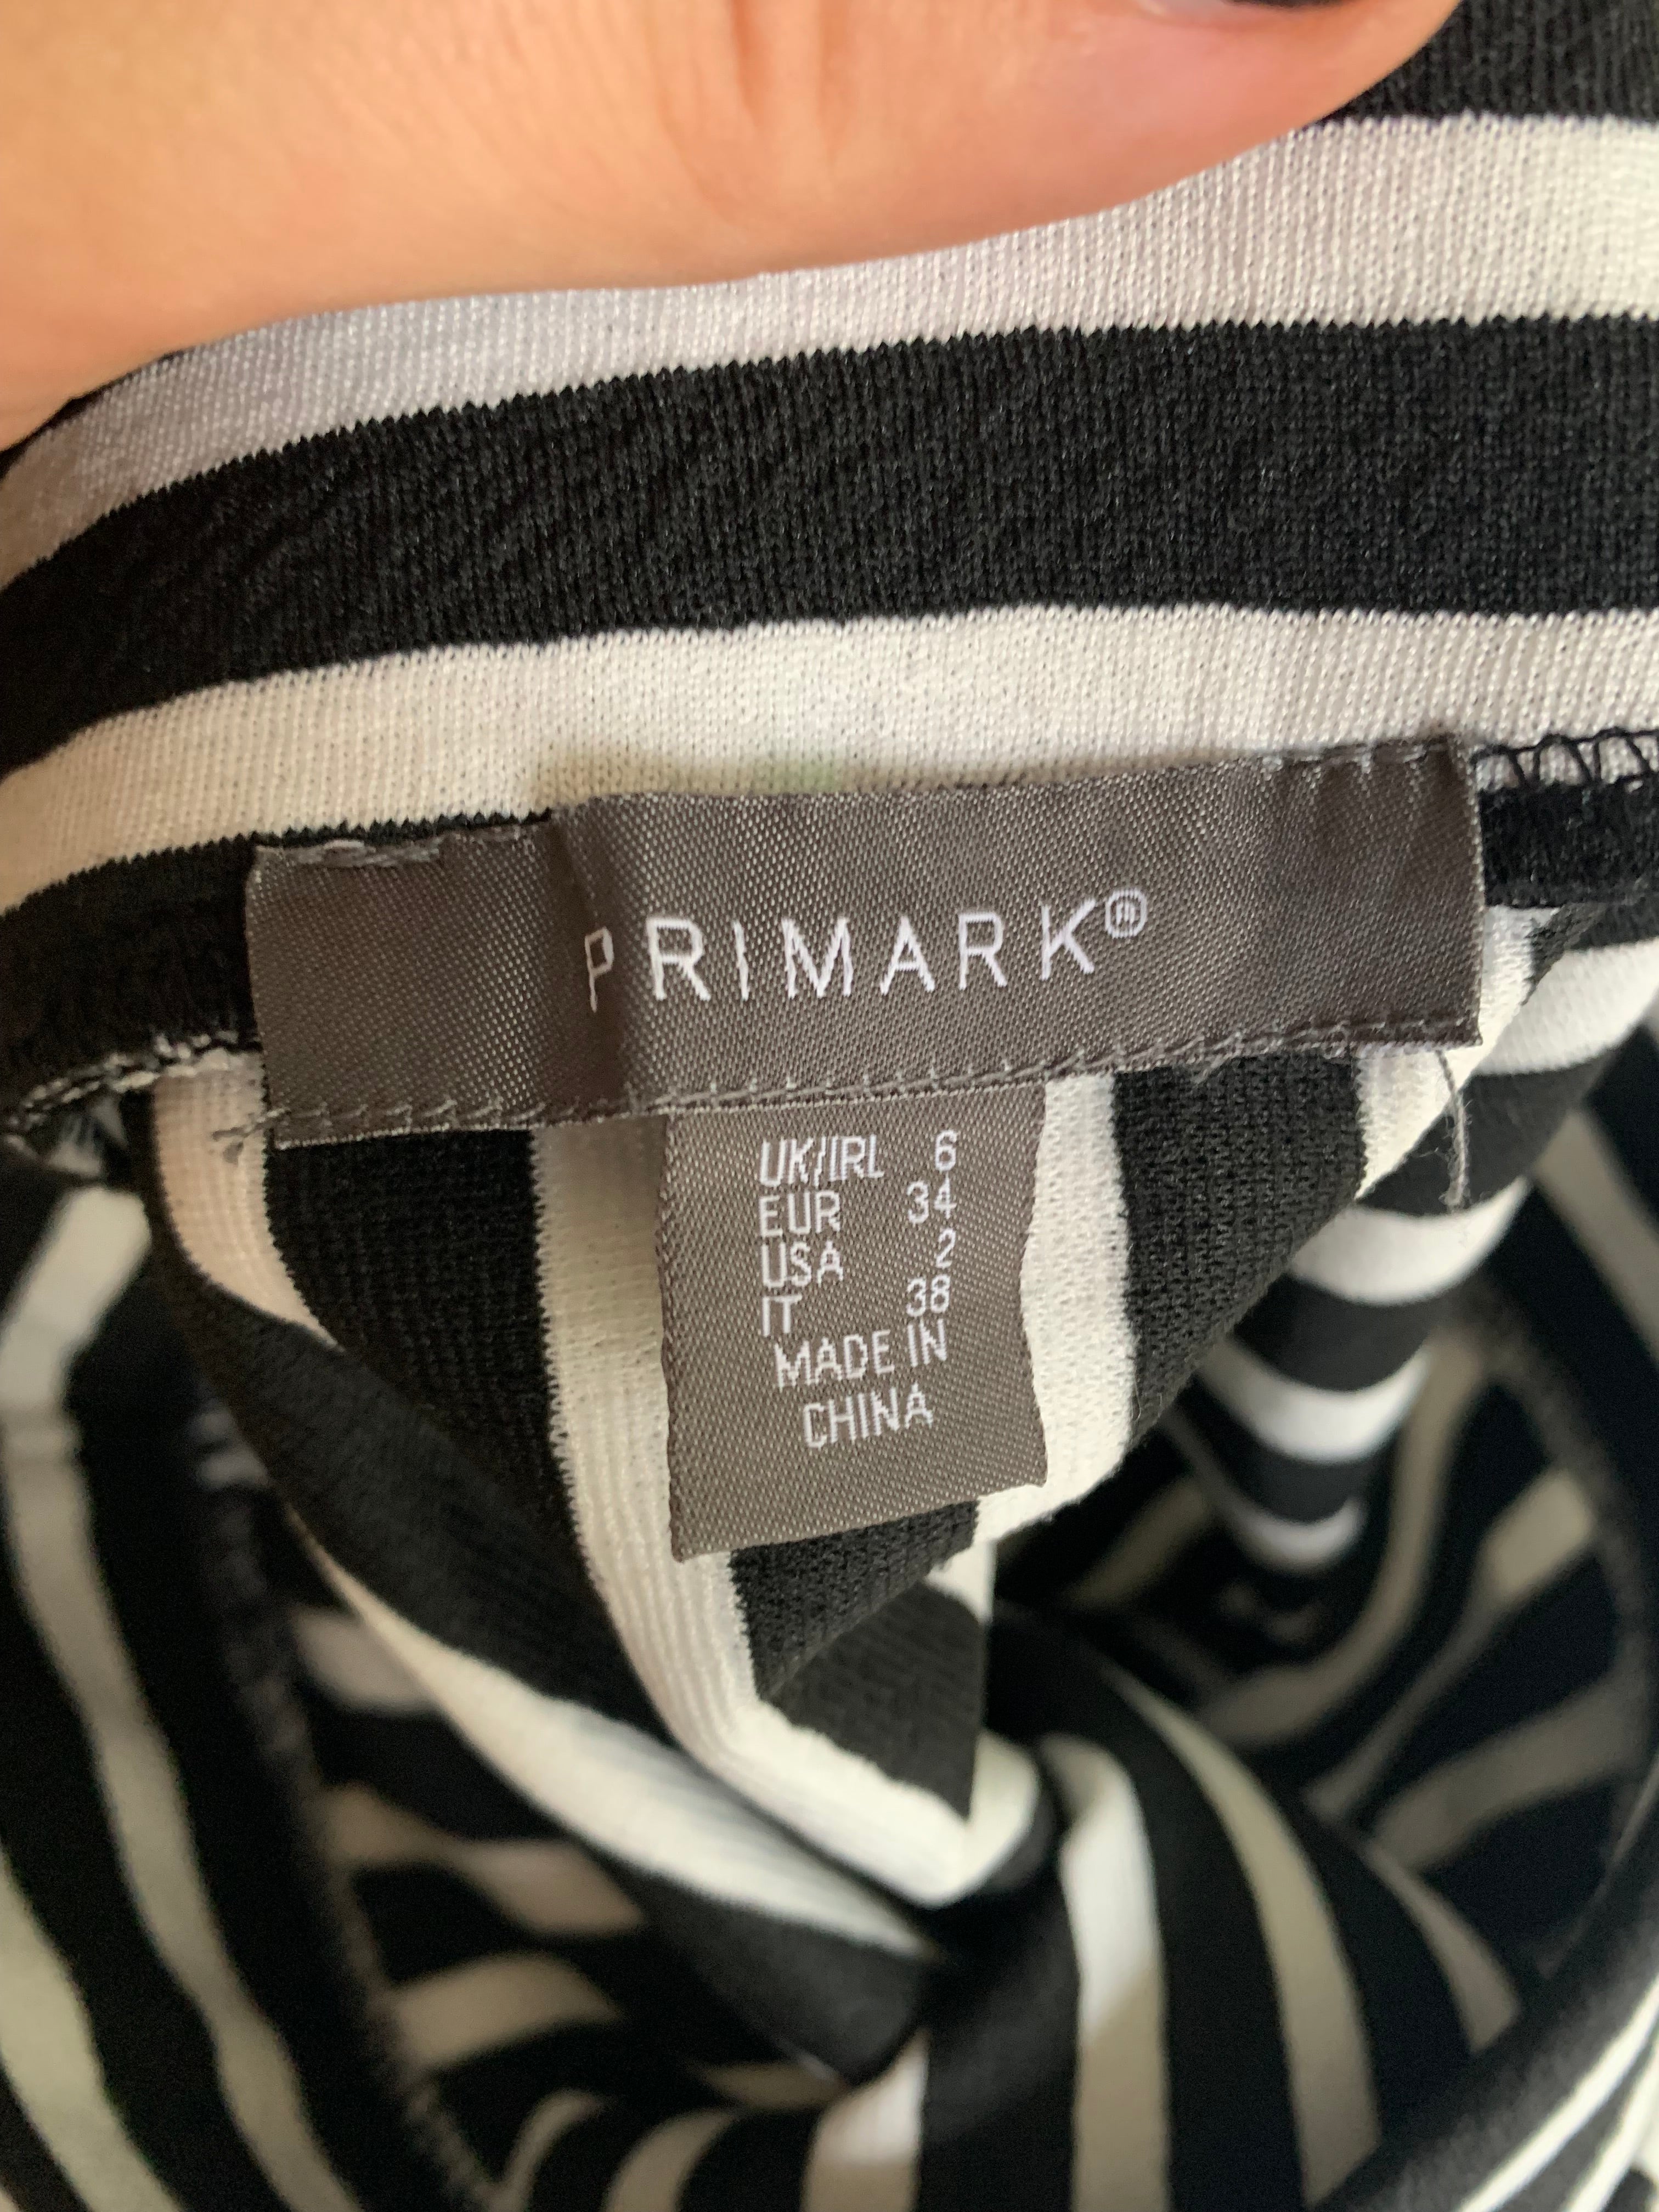 PRIMARK®
UK/IRL 6
EUR 34
USA 2
IT 38
MADE IN
CHINA